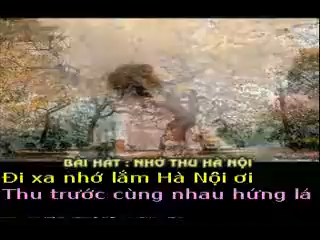 BÀI HÁT : NHỚ THU HÀ NỘI
Đi xa nhớ lắm Hà Nội ơi
Thu trước cùng nhau hứng lá